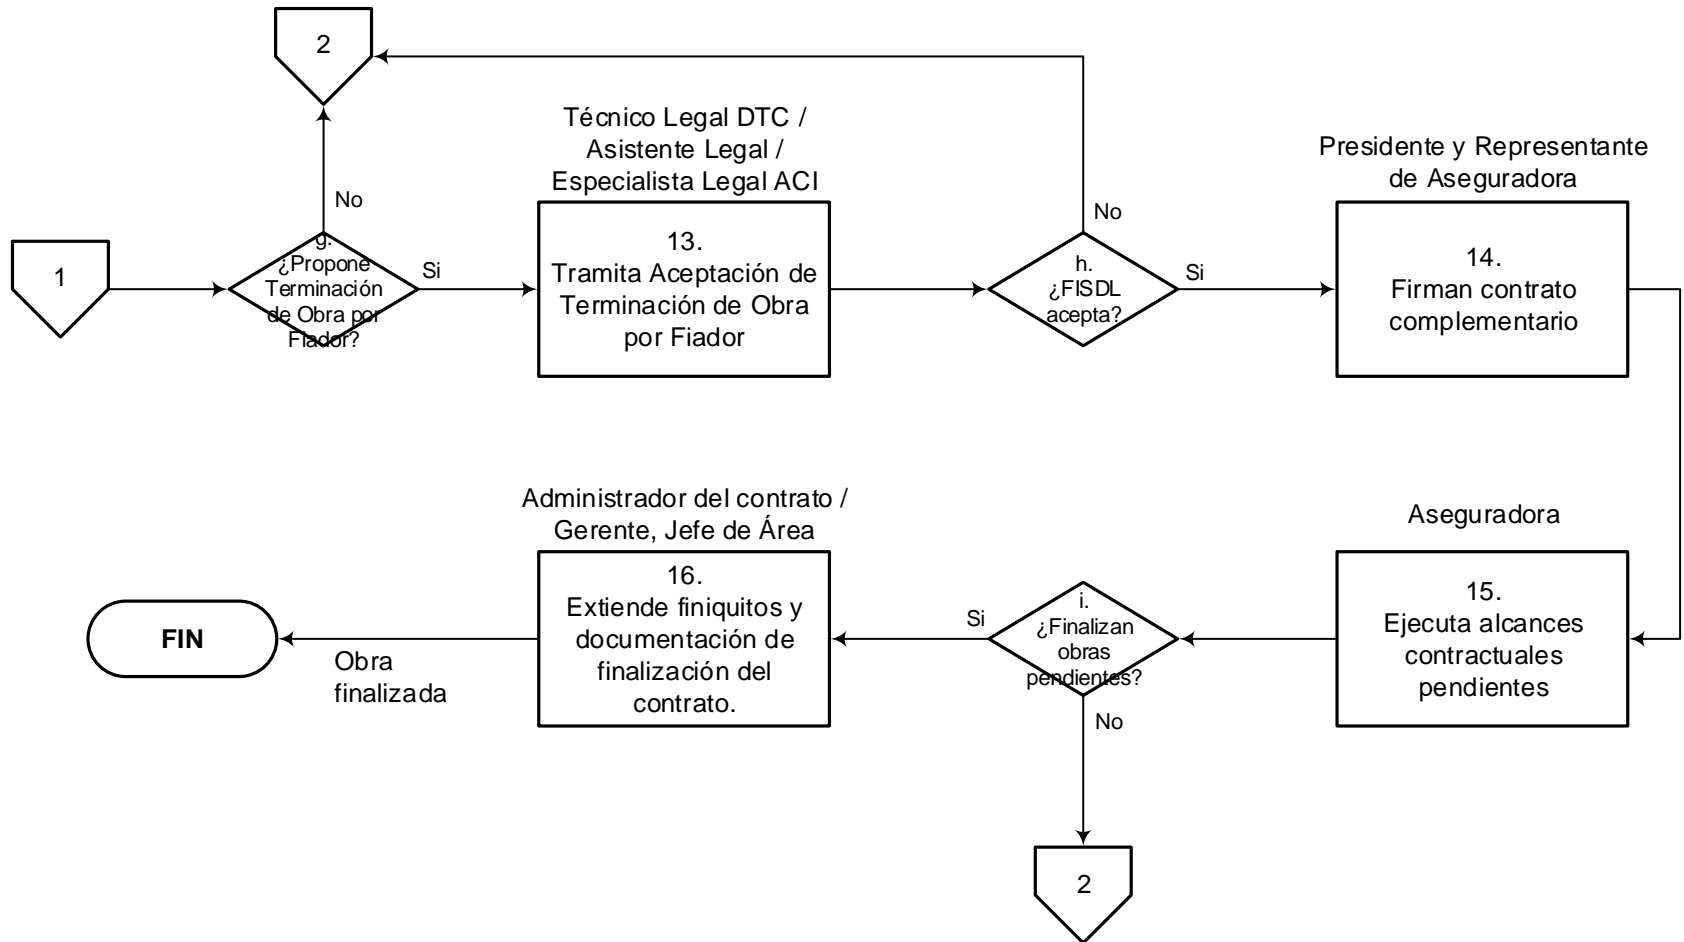 2
Técnico Legal DTC /
Asistente Legal /
Especialista Legal ACI
Presidente y Representante
de Aseguradora
No
No
1
g.
¿Propone
Terminación
de Obra por
Fiador?
Si
13.
Tramita Aceptación de
Terminación de Obra
por Fiador
h.
¿FISDL
acepta?
Si
14.
Firman contrato
complementario
Administrador del contrato /
Gerente, Jefe de Área
Aseguradora
FIN
Obra
finalizada
16.
Extiende finiquitos y
documentación de
finalización del
contrato.
Si
i.
¿Finalizan
obras
pendientes?
No
15.
Ejecuta alcances
contractuales
pendientes
2